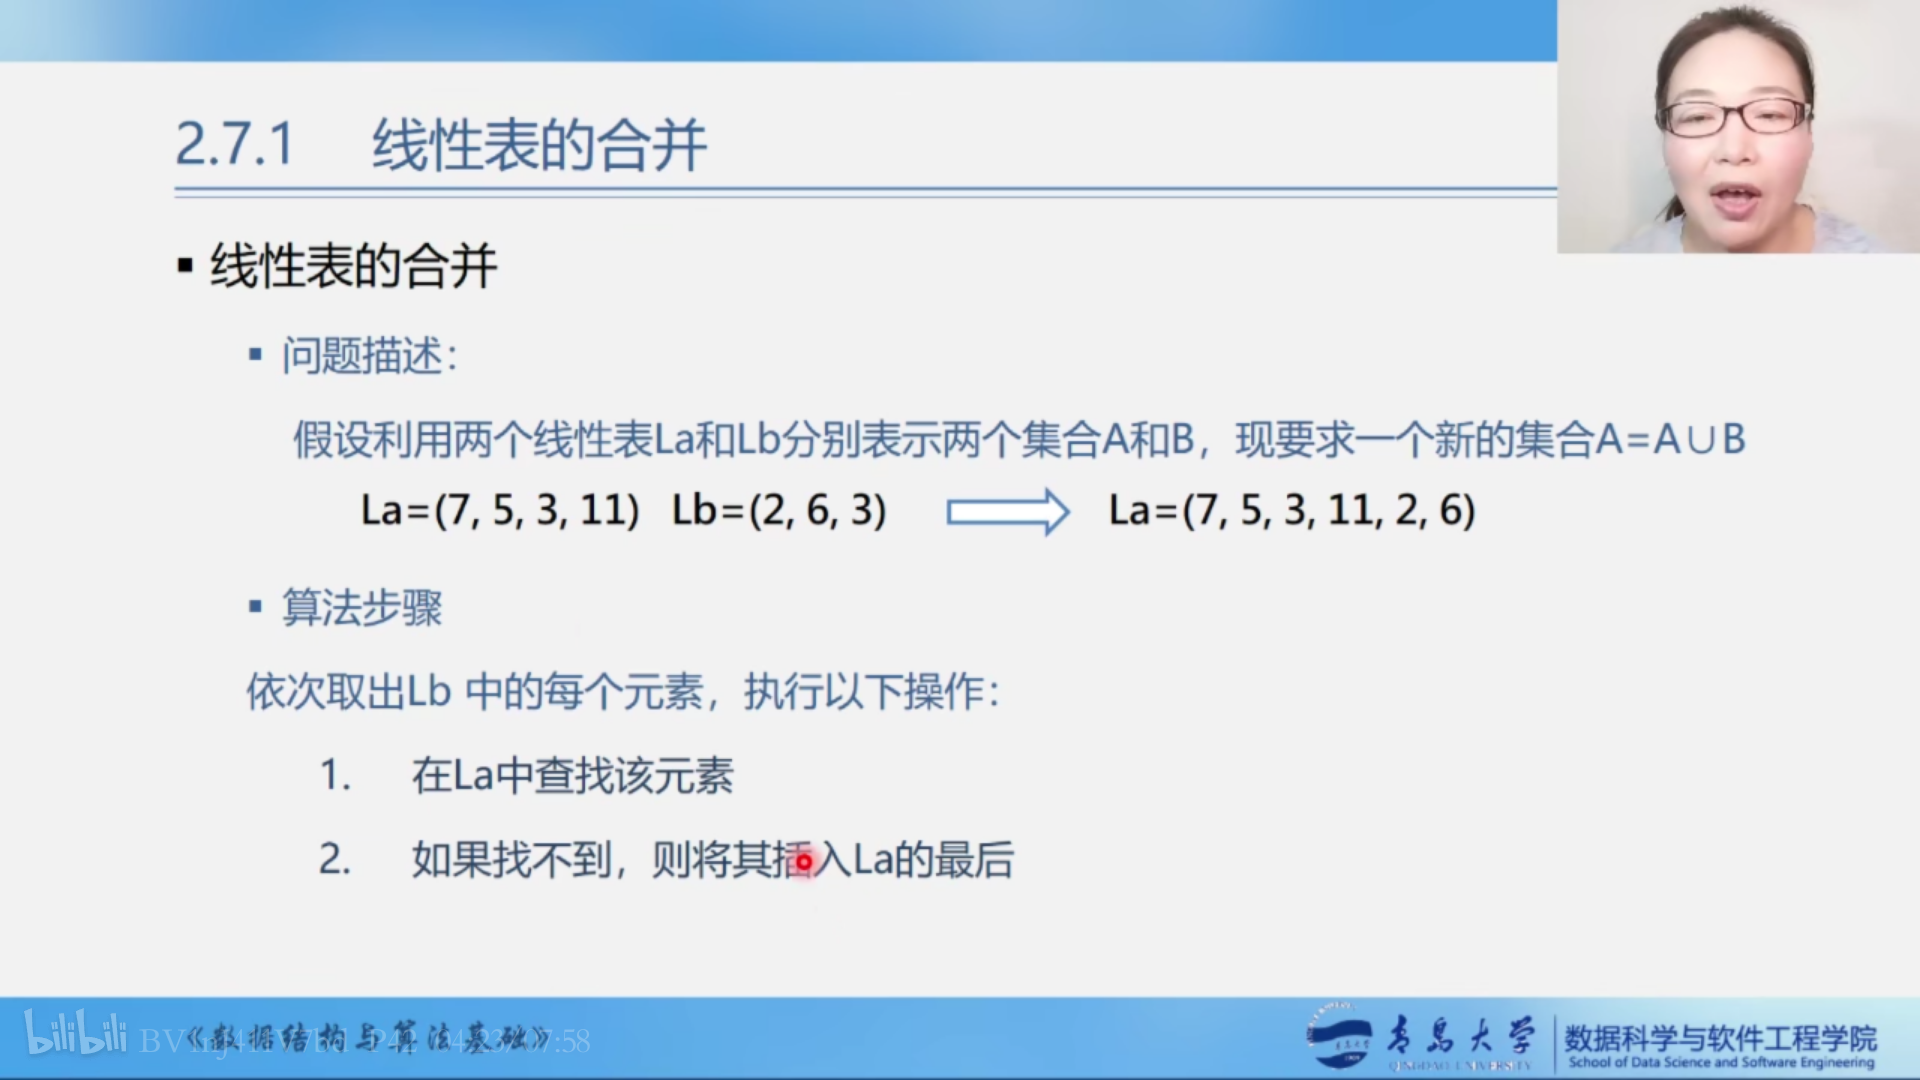 2.7.1 线性表的合并
▪ 线性表的合并
▪ 问题描述：
假设利用两个线性表La和Lb分别表示两个集合A和B，现要求一个新的集合A=A∪B
La=(7, 5, 3, 11) Lb=(2, 6, 3) La=(7, 5, 3, 11, 2, 6)
▪ 算法步骤
依次取出Lb 中的每个元素，执行以下操作：
1. 在La中查找该元素
2. 如果找不到，则将其插入La的最后
bilibili
《数据结构与算法基础》
青岛大学
QINGDAO UNIVERSITY
数据科学与软件工程学院
School of Data Science and Software Engineering